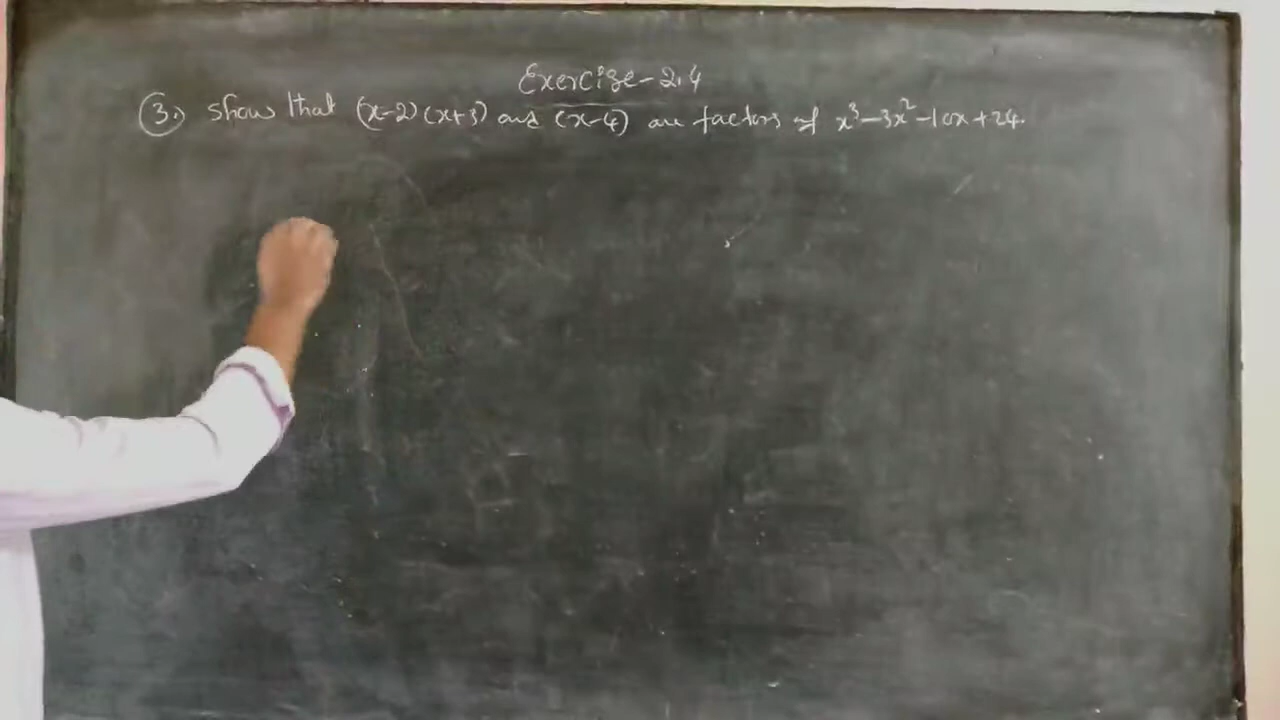 Exercise-2.4
3. show that (x-2) (x+3) and (x-4) are factors of x³-3x²-10x+24.